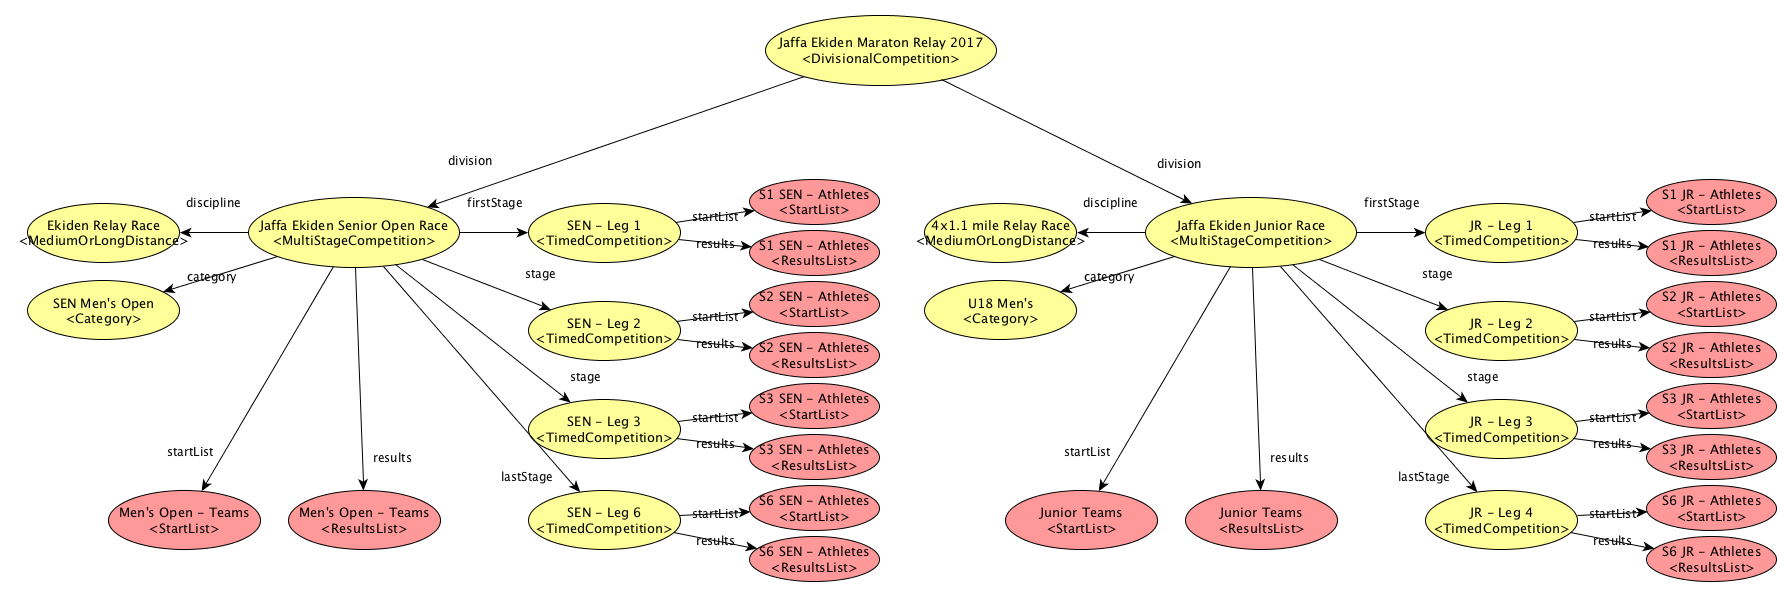 Jaffa Ekiden Maraton Relay 2017
<DivisionalCompetition>
division
division
Ekiden Relay Race
<MediumOrLongDistance>
discipline
Jaffa Ekiden Senior Open Race
<MultiStageCompetition>
firstStage
SEN - Leg 1
<TimedCompetition>
startList
S1 SEN - Athletes
<StartList>
results
S1 SEN - Athletes
<ResultsList>
category
SEN Men's Open
<Category>
stage
SEN - Leg 2
<TimedCompetition>
startList
S2 SEN - Athletes
<StartList>
results
S2 SEN - Athletes
<ResultsList>
stage
SEN - Leg 3
<TimedCompetition>
startList
S3 SEN - Athletes
<StartList>
results
S3 SEN - Athletes
<ResultsList>
startList
Men's Open - Teams
<StartList>
results
Men's Open - Teams
<ResultsList>
lastStage
SEN - Leg 6
<TimedCompetition>
startList
S6 SEN - Athletes
<StartList>
results
S6 SEN - Athletes
<ResultsList>
4x1.1 mile Relay Race
<MediumOrLongDistance>
discipline
Jaffa Ekiden Junior Race
<MultiStageCompetition>
firstStage
JR - Leg 1
<TimedCompetition>
startList
S1 JR - Athletes
<StartList>
results
S1 JR - Athletes
<ResultsList>
category
U18 Men's
<Category>
stage
JR - Leg 2
<TimedCompetition>
startList
S2 JR - Athletes
<StartList>
results
S2 JR - Athletes
<ResultsList>
stage
JR - Leg 3
<TimedCompetition>
startList
S3 JR - Athletes
<StartList>
results
S3 JR - Athletes
<ResultsList>
startList
Junior Teams
<StartList>
results
Junior Teams
<ResultsList>
lastStage
JR - Leg 4
<TimedCompetition>
startList
S6 JR - Athletes
<StartList>
results
S6 JR - Athletes
<ResultsList>